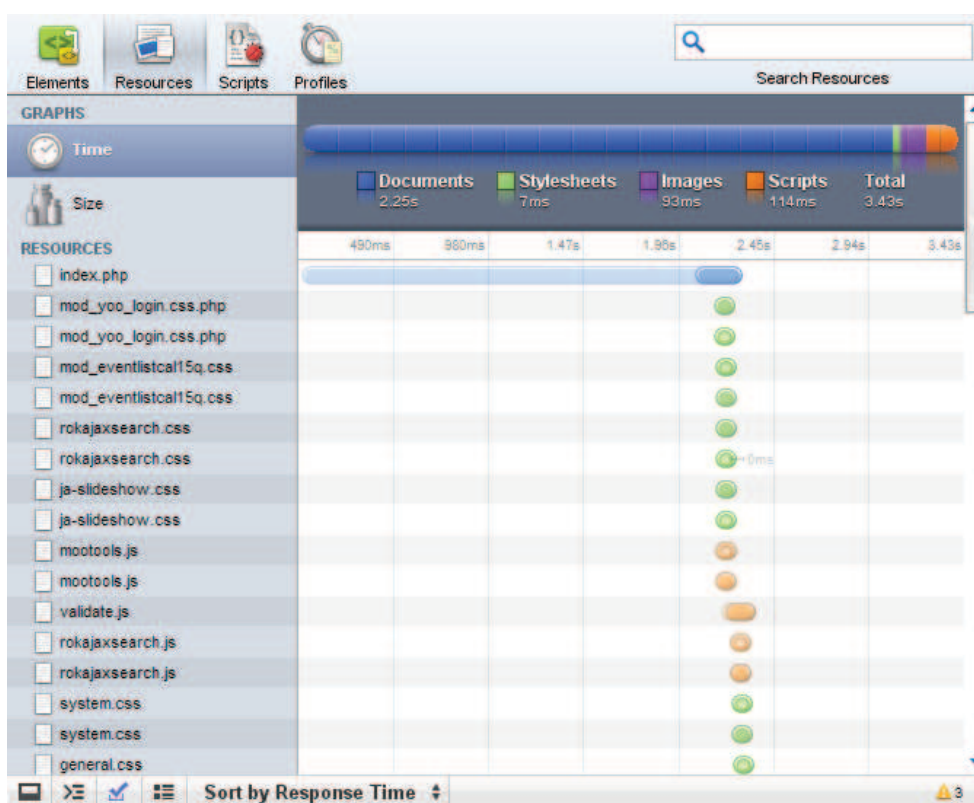 Elements Resources Scripts Profiles
Search Resources
GRAPHS
Time
Size
Documents Stylesheets Images Scripts Total
2.25s 7ms 93ms 114ms 3.43s
RESOURCES
490ms 980ms 1.47s 1.96s 2.45s 2.94s 3.43s
index.php
mod_yoo_login.css.php
mod_yoo_login.css.php
mod_eventlistcal15q.css
mod_eventlistcal15q.css
rokajaxsearch.css
rokajaxsearch.css
0ms
ja-slideshow.css
ja-slideshow.css
mootools.js
mootools.js
validate.js
rokajaxsearch.js
rokajaxsearch.js
system.css
system.css
general.css
Sort by Response Time
3